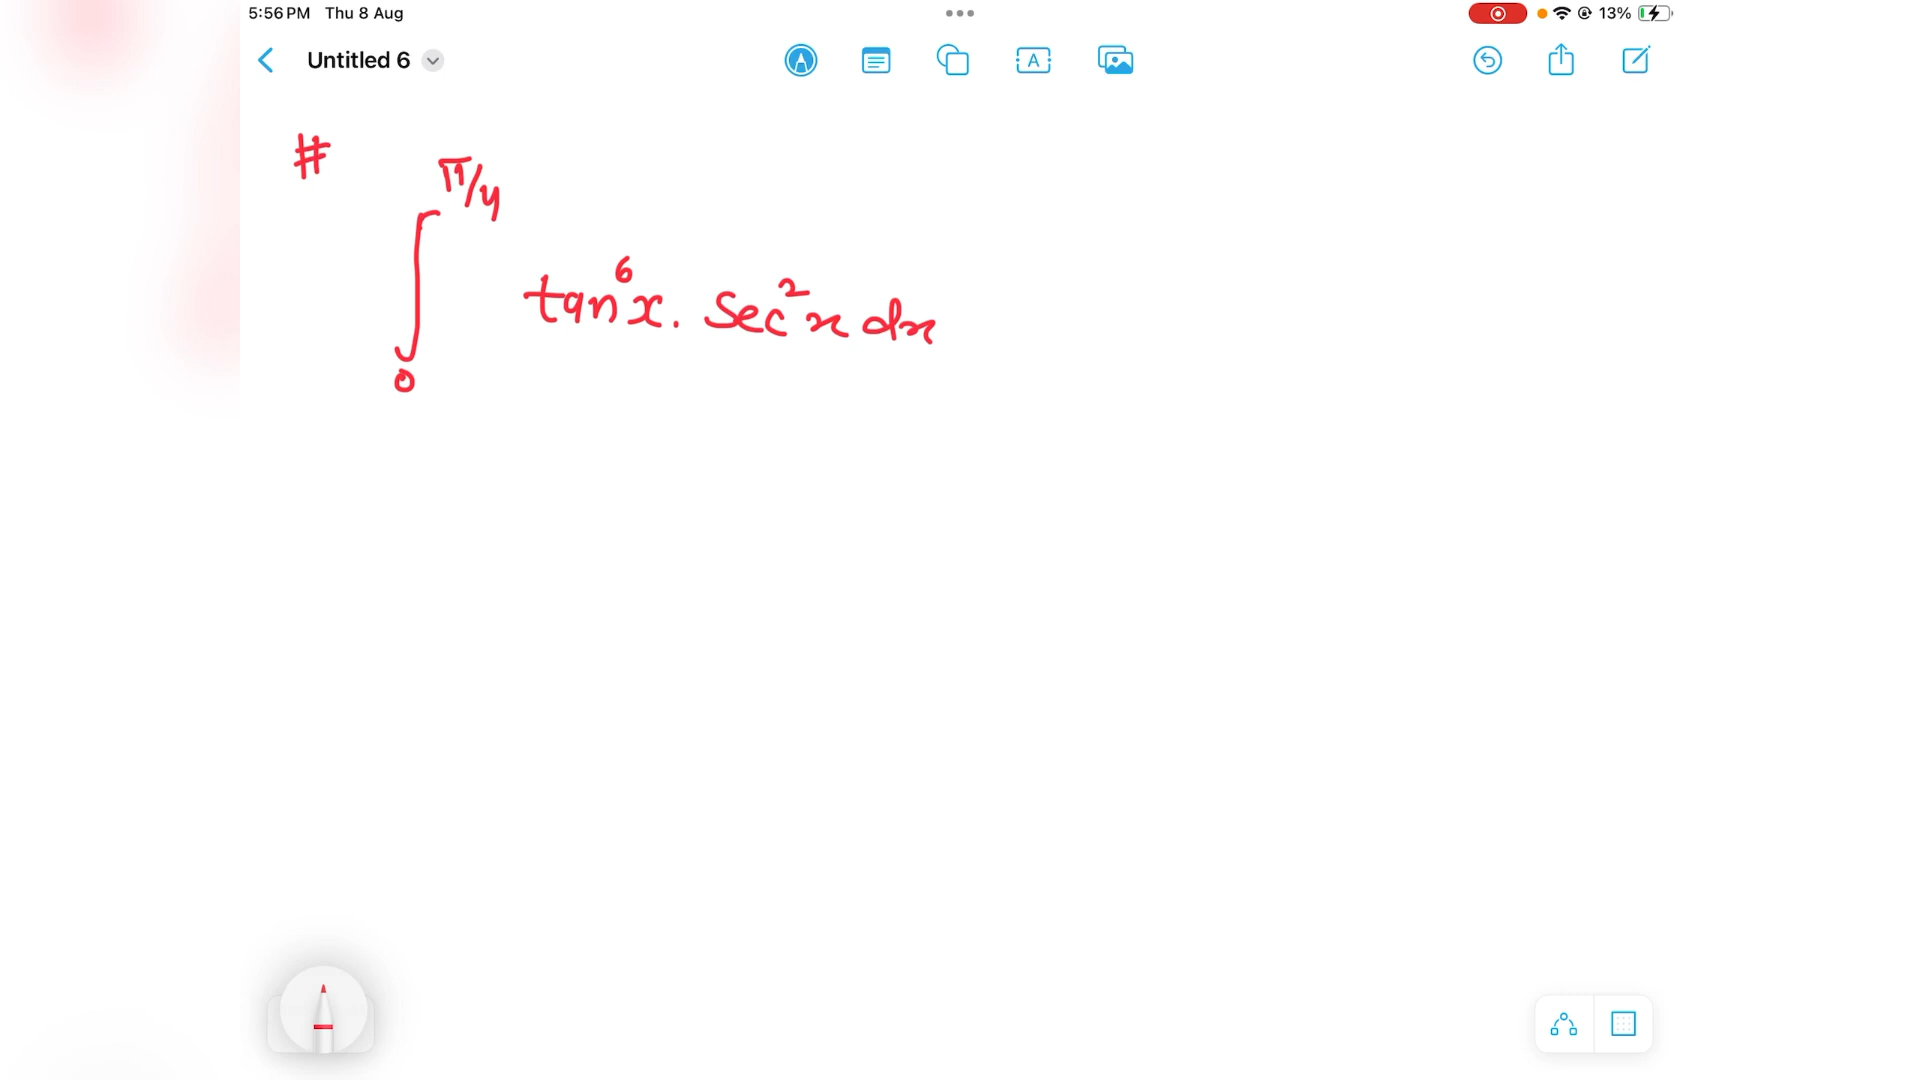 5:56 PM Thu 8 Aug
13%
Untitled 6
A
#
π/4
∫ tan⁶x. sec²x dx
0